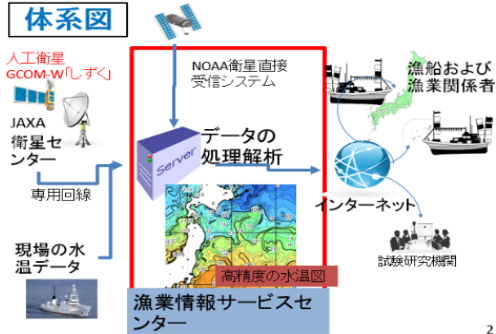 体系図
人工衛星
GCOM-W「しずく」
JAXA
衛星セ
ンター
専用回線
現場の水
温データ
NOAA衛星直接
受信システム
Server
データの
処理解析
高精度の水温図
漁業情報サービスセ
ンター
漁船および
漁業関係者
インターネット
試験研究機関
2